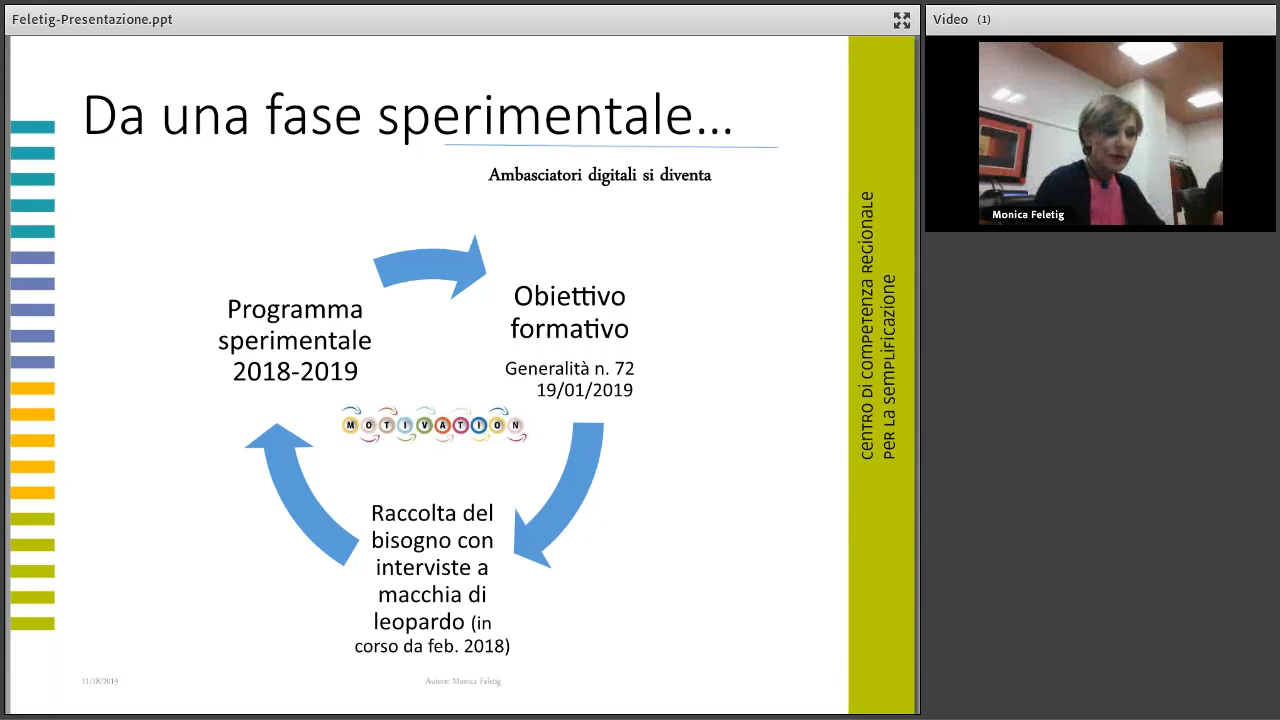 Feletig-Presentazione.ppt
Video (1)
Da una fase sperimentale...
Ambasciatori digitali si diventa
Programma
sperimentale
2018-2019
Obiettivo
formativo
Generalità n. 72
19/01/2019
MOTIVATION
Raccolta del
bisogno con
interviste a
macchia di
leopardo (in
corso da feb. 2018)
11/18/2019
Autore: Monica Feletig
centro di competenza regionale
per la semplificazione
Monica Feletig